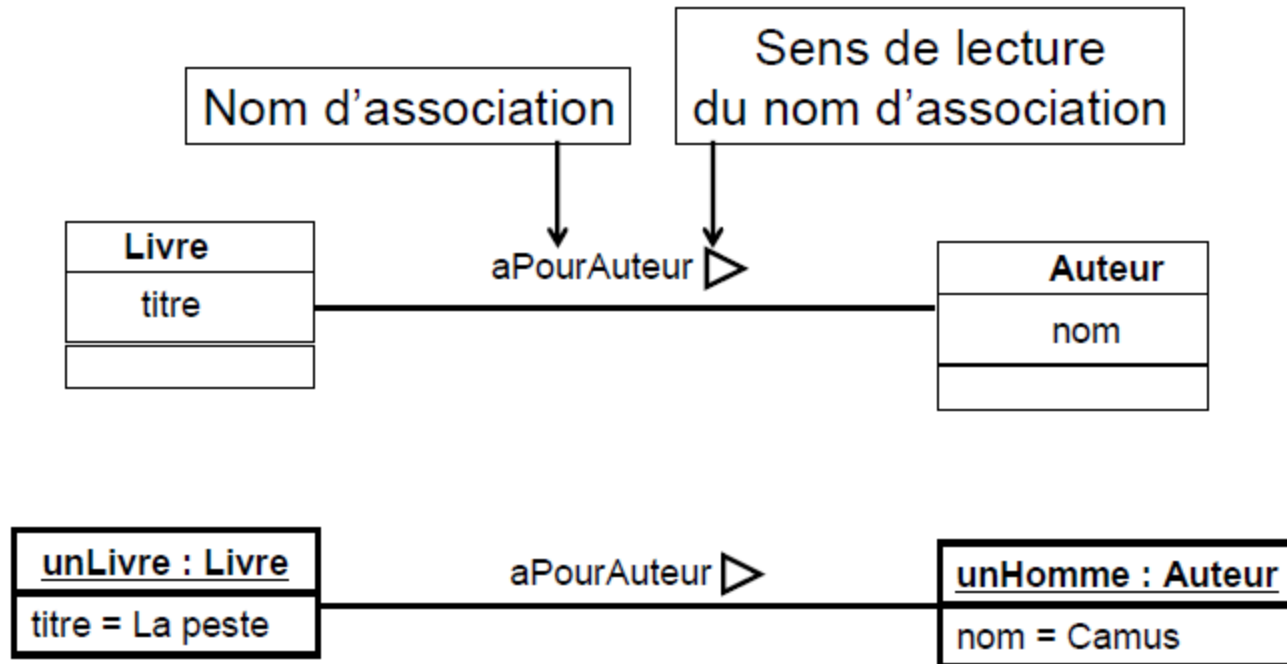 Nom d’association
Sens de lecture
du nom d’association
Livre
titre
aPourAuteur
Auteur
nom
unLivre : Livre
titre = La peste
aPourAuteur
unHomme : Auteur
nom = Camus